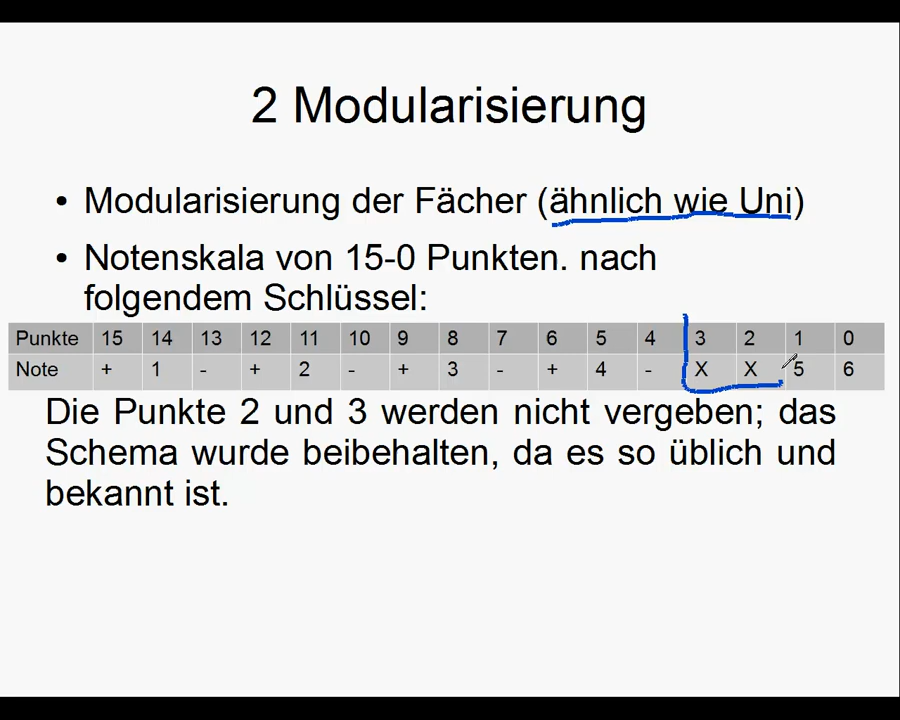 2 Modularisierung
• Modularisierung der Fächer (ähnlich wie Uni)
• Notenskala von 15-0 Punkten. nach
folgendem Schlüssel:
Punkte 15 14 13 12 11 10 9 8 7 6 5 4 3 2 1 0
Note + 1 - + 2 - + 3 - + 4 - X X 5 6
Die Punkte 2 und 3 werden nicht vergeben; das
Schema wurde beibehalten, da es so üblich und
bekannt ist.